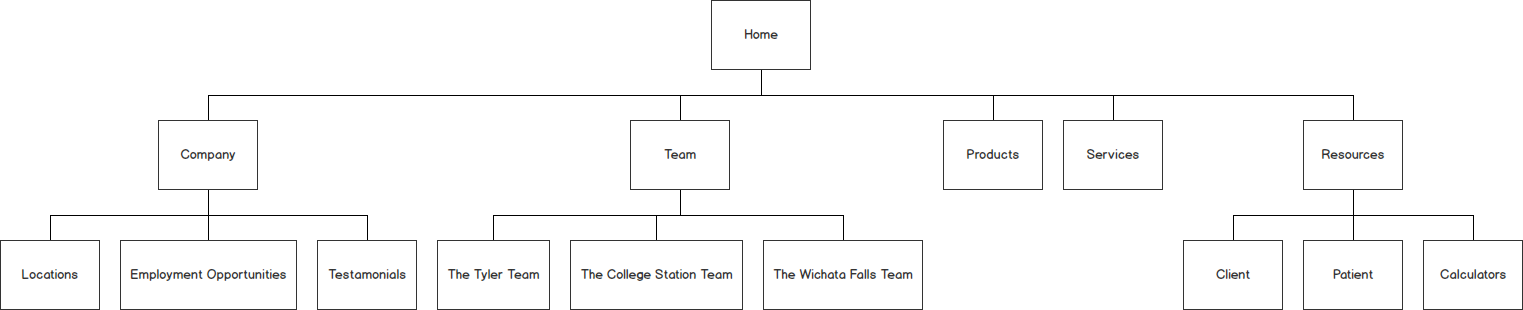 Home
Company
Team
Products
Services
Resources
Locations
Employment Opportunities
Testamonials
The Tyler Team
The College Station Team
The Wichata Falls Team
Client
Patient
Calculators